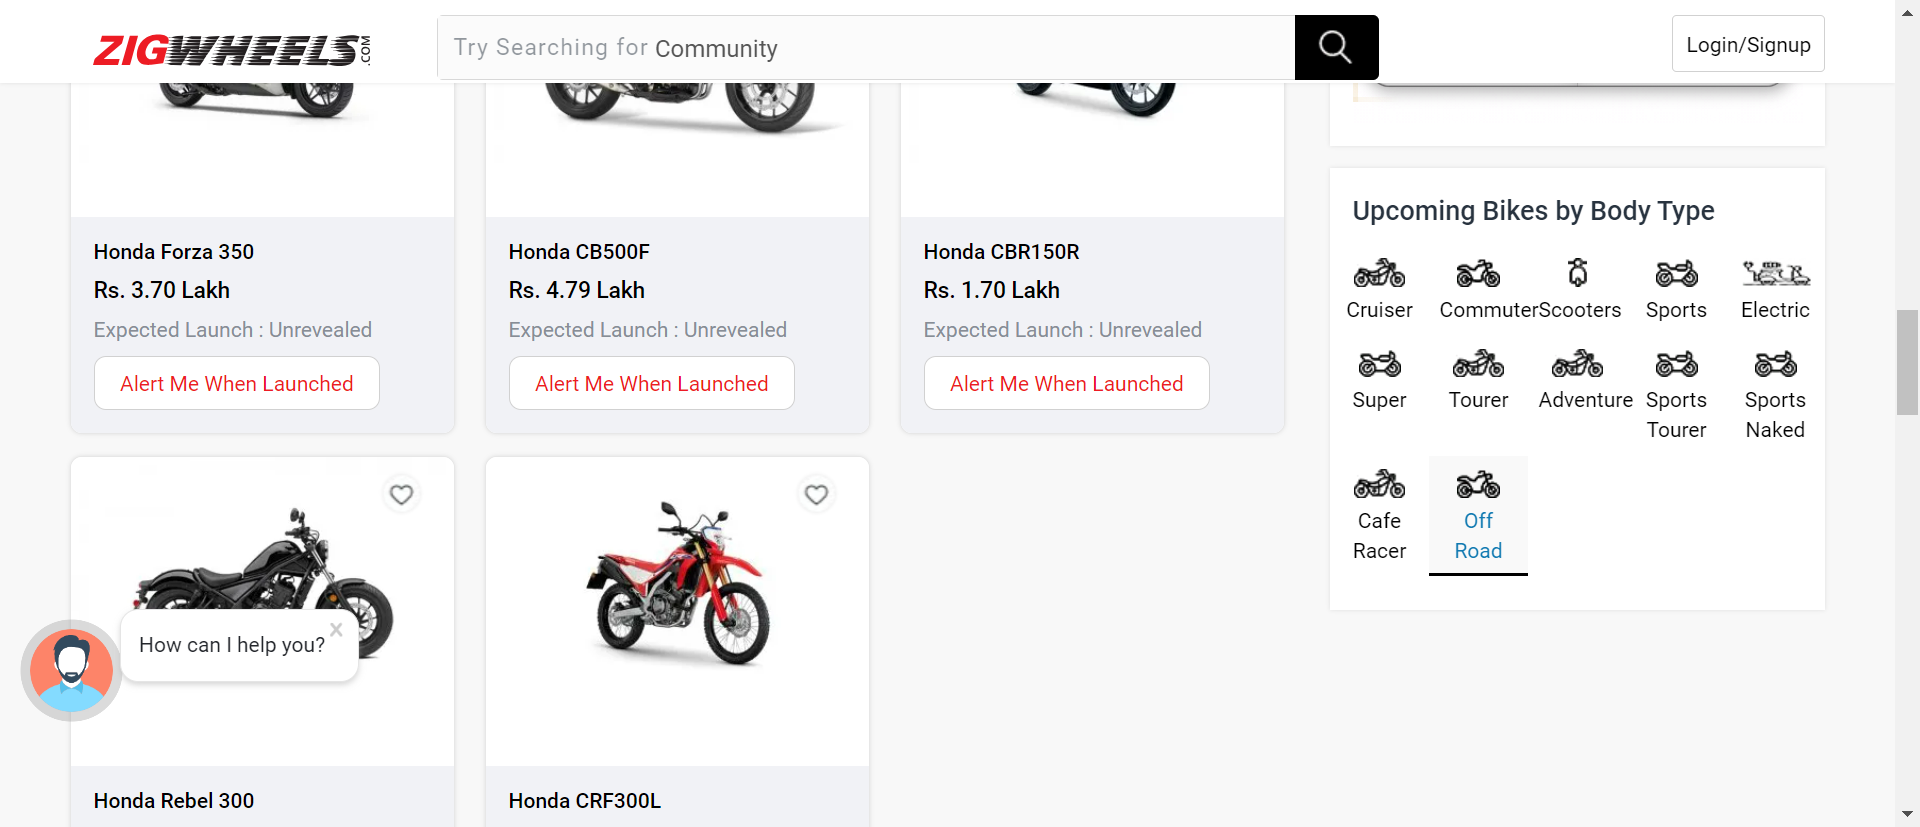 ZIGWHEELS.COM
Try Searching for Community
Login/Signup
Honda Forza 350
Rs. 3.70 Lakh
Expected Launch : Unrevealed
Alert Me When Launched
Honda CB500F
Rs. 4.79 Lakh
Expected Launch : Unrevealed
Alert Me When Launched
Honda CBR150R
Rs. 1.70 Lakh
Expected Launch : Unrevealed
Alert Me When Launched
Upcoming Bikes by Body Type
Cruiser
Commuter
Scooters
Sports
Electric
Super
Tourer
Adventure
Sports
Tourer
Sports
Naked
Cafe
Racer
Off
Road
How can I help you?
Honda Rebel 300
Honda CRF300L